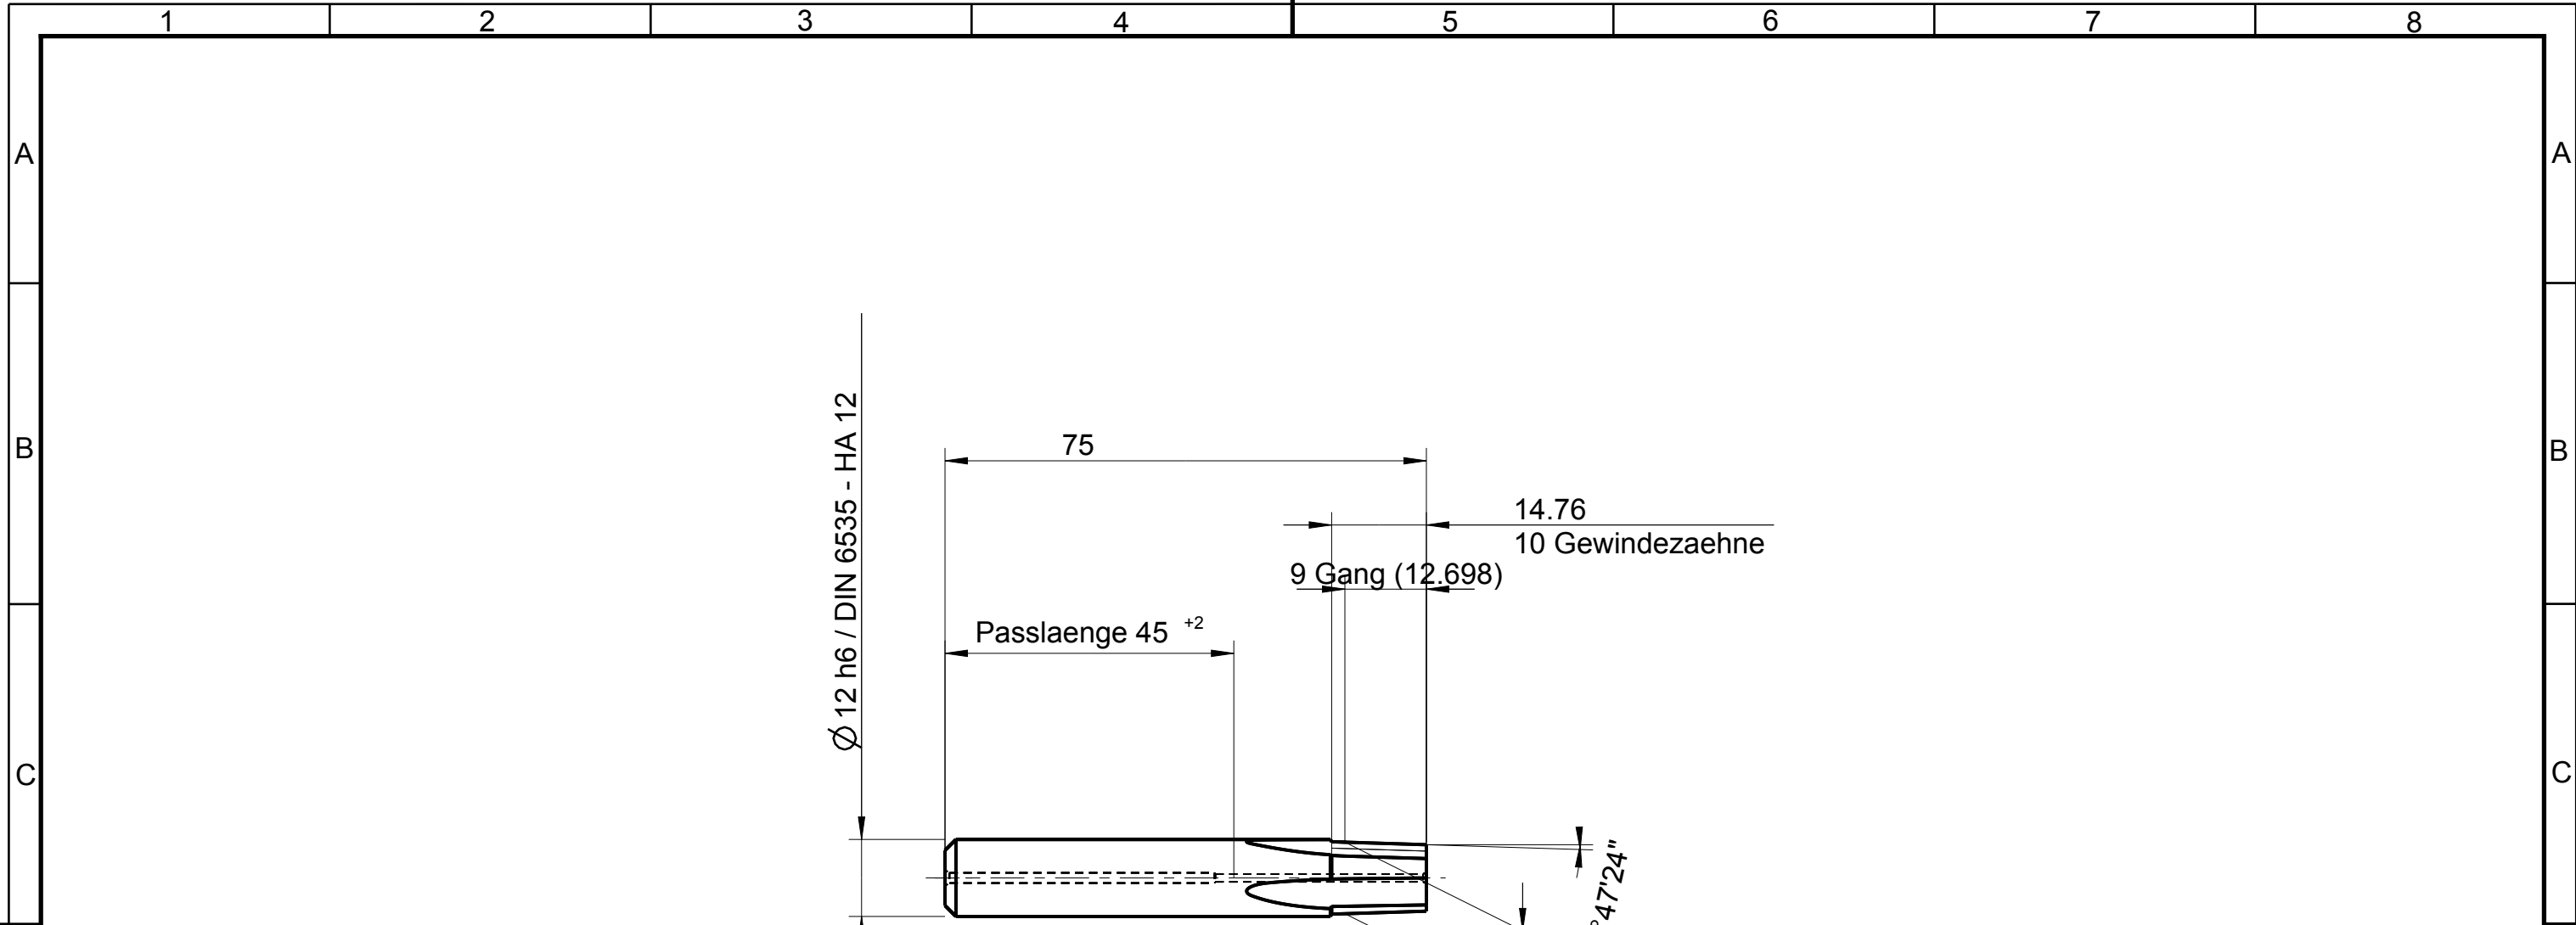 1 2 3 4 5 6 7 8
A A
B B
C C
Ø 12 h6 / DIN 6535 - HA 12
75
14.76
10 Gewindezaehne
9 Gang (12.698)
Passlaenge 45 +2
°47'24"